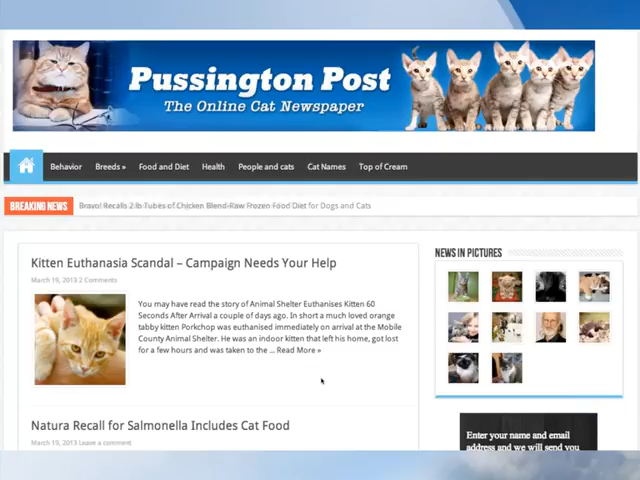 Pussington Post
The Online Cat Newspaper
Behavior Breeds » Food and Diet Health People and cats Cat Names Top of Cream
BREAKING NEWS Bravo! Recalls 2 lb Tubes of Chicken Blend Raw Frozen Food Diet for Dogs and Cats
Kitten Euthanasia Scandal – Campaign Needs Your Help
March 19, 2013 2 Comments
You may have read the story of Animal Shelter Euthanises Kitten 60
Seconds After Arrival a couple of days ago. In short a much loved orange
tabby kitten Porkchop was euthanised immediately on arrival at the Mobile
County Animal Shelter. He was an indoor kitten that left his home, got lost
for a few hours and was taken to the ... Read More »
Natura Recall for Salmonella Includes Cat Food
March 19, 2013 Leave a comment
NEWS IN PICTURES
Enter your name and email
address and we will send you